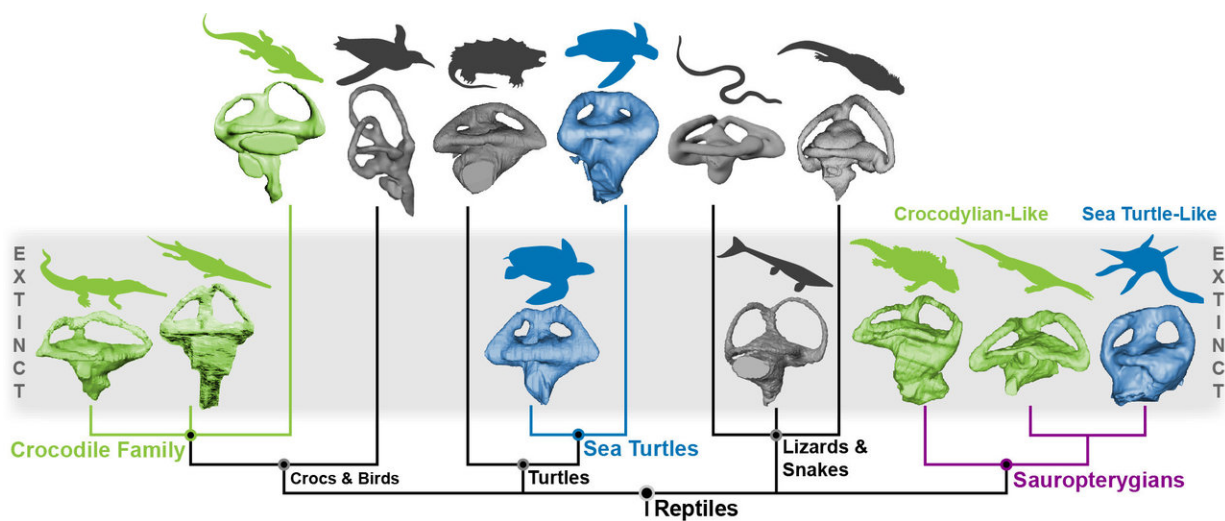 Crocodylian-Like
Sea Turtle-Like
EXTINCT
EXTINCT
Crocodile Family
Sea Turtles
Lizards &
Snakes
Crocs & Birds
Turtles
Sauropterygians
Reptiles